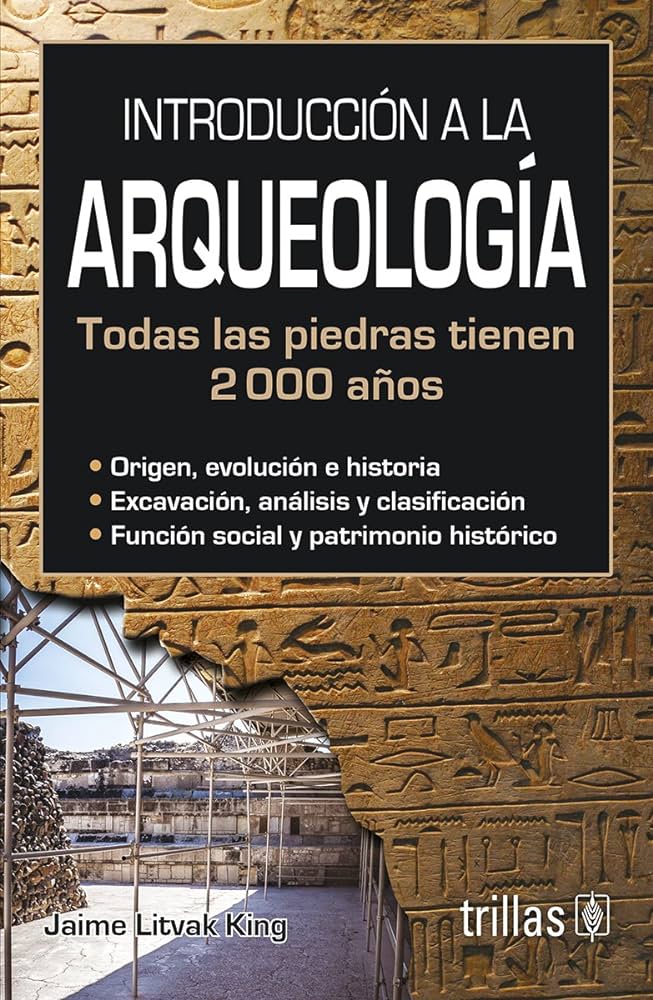 INTRODUCCIÓN A LA
ARQUEOLOGÍA
Todas las piedras tienen
2 000 años
• Origen, evolución e historia
• Excavación, análisis y clasificación
• Función social y patrimonio histórico
Jaime Litvak King
trillas